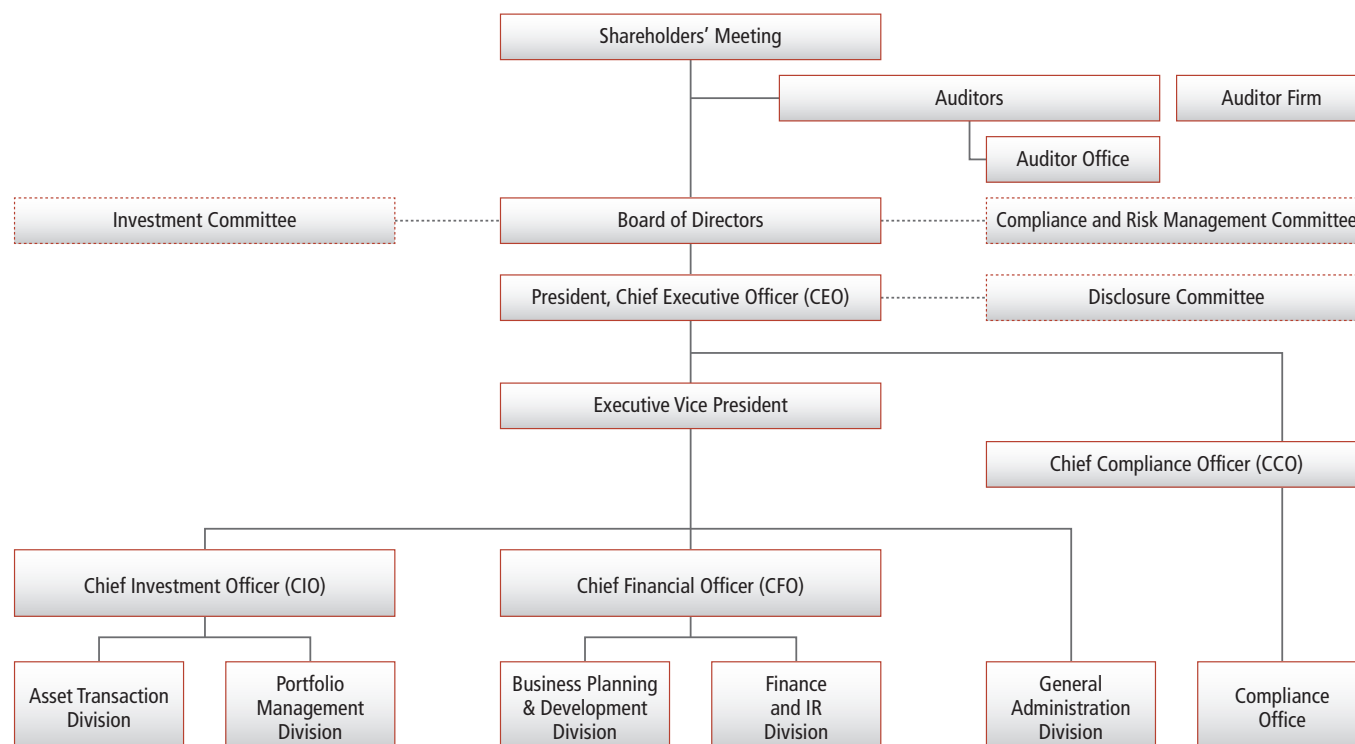 Shareholders' Meeting
Auditors
Auditor Firm
Auditor Office
Investment Committee
Board of Directors
Compliance and Risk Management Committee
President, Chief Executive Officer (CEO)
Disclosure Committee
Executive Vice President
Chief Compliance Officer (CCO)
Chief Investment Officer (CIO)
Chief Financial Officer (CFO)
Asset Transaction
Division
Portfolio
Management
Division
Business Planning
& Development
Division
Finance
and IR
Division
General
Administration
Division
Compliance
Office